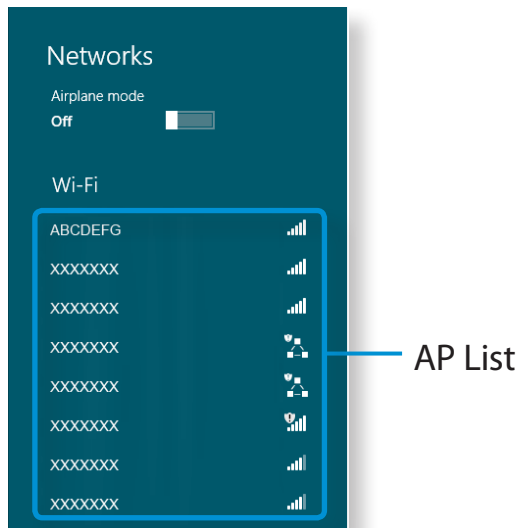 Networks
Airplane mode
Off
Wi-Fi
ABCDEFG
XXXXXXX
XXXXXXX
XXXXXXX
XXXXXXX
XXXXXXX
XXXXXXX
XXXXXXX
AP List